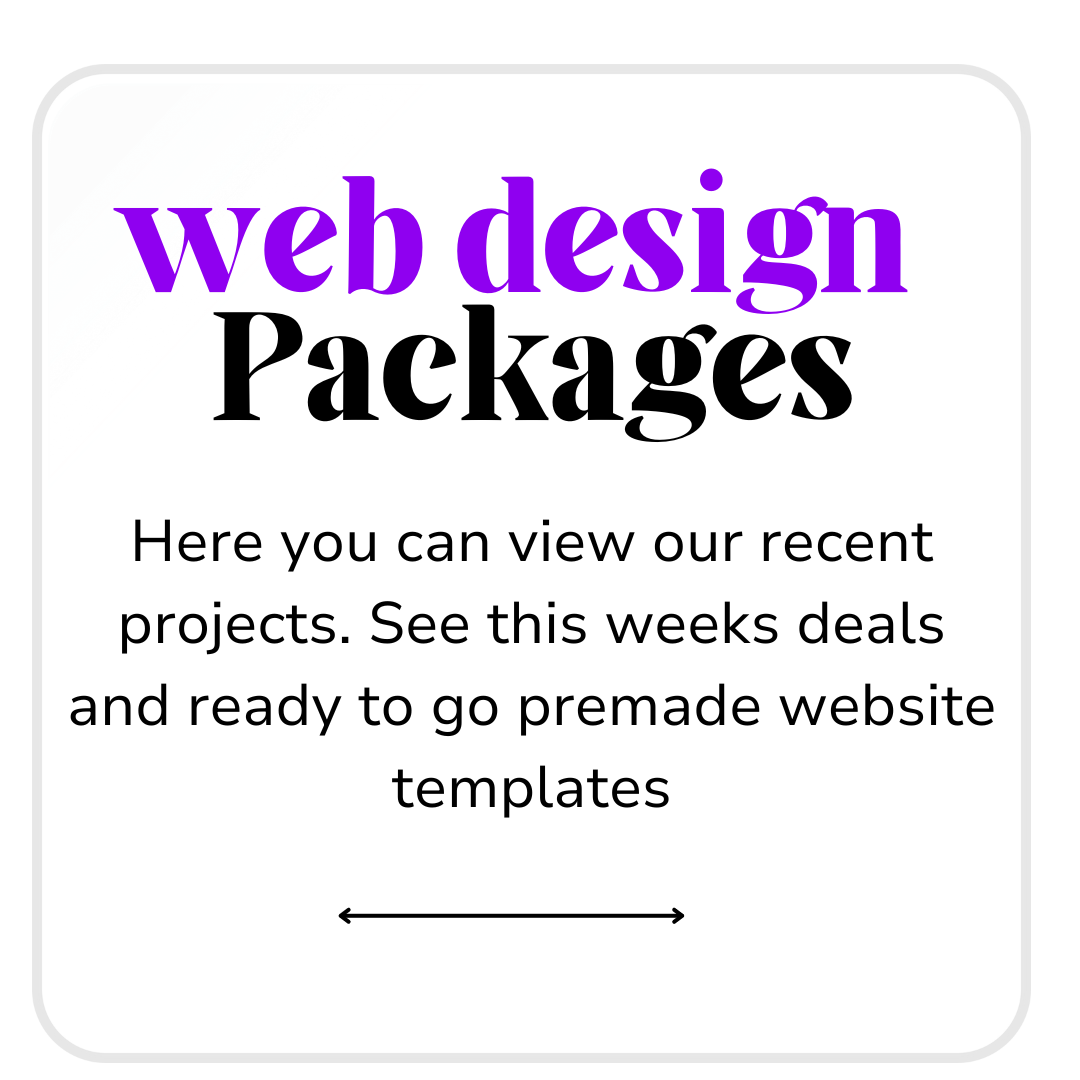 web design
Packages
Here you can view our recent
projects. See this weeks deals
and ready to go premade website
templates